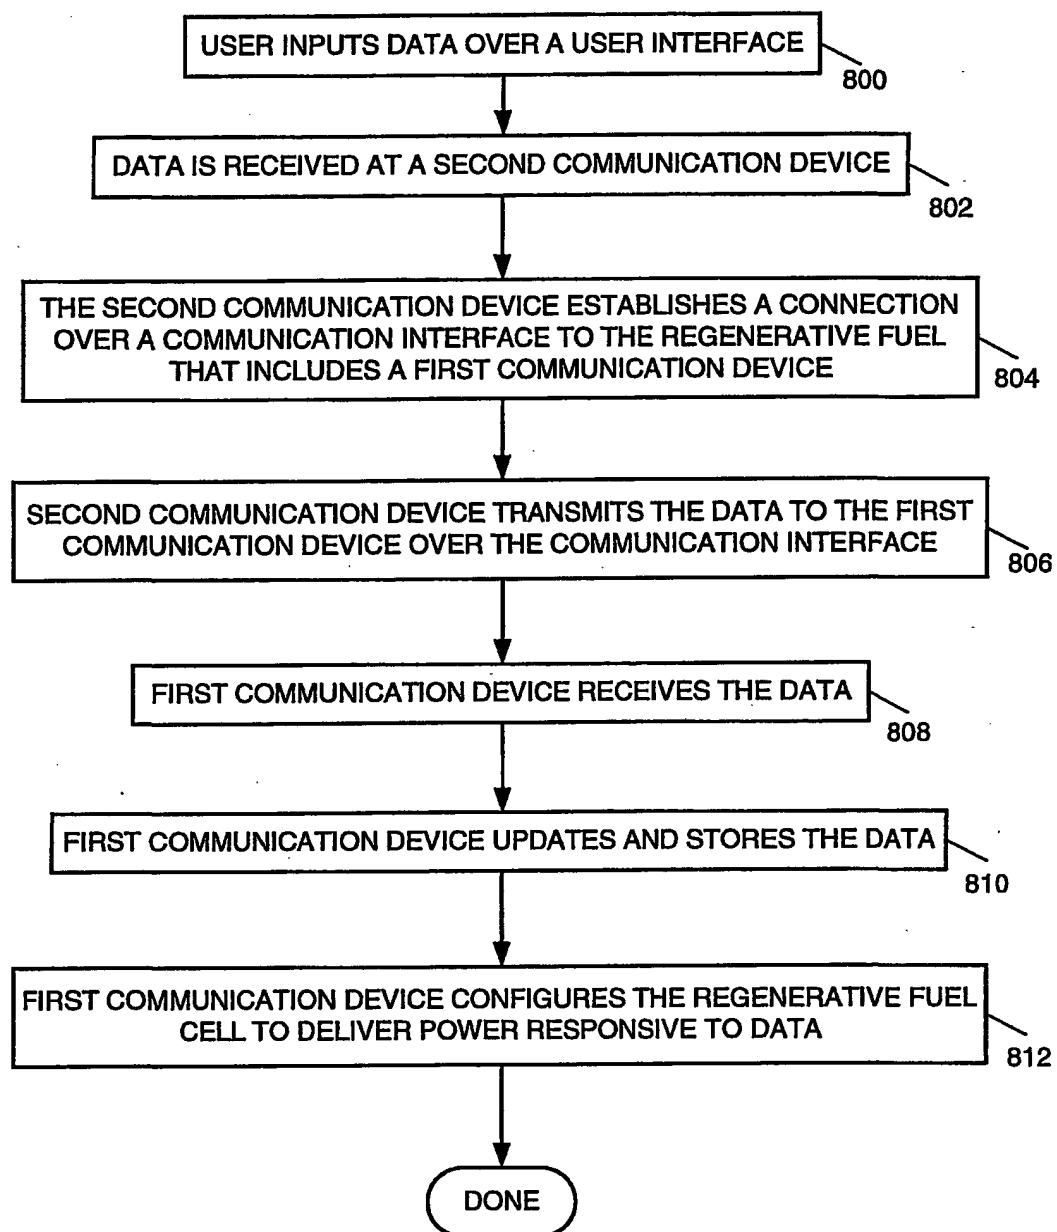 USER INPUTS DATA OVER A USER INTERFACE
800
DATA IS RECEIVED AT A SECOND COMMUNICATION DEVICE
802
THE SECOND COMMUNICATION DEVICE ESTABLISHES A CONNECTION
OVER A COMMUNICATION INTERFACE TO THE REGENERATIVE FUEL
THAT INCLUDES A FIRST COMMUNICATION DEVICE
804
SECOND COMMUNICATION DEVICE TRANSMITS THE DATA TO THE FIRST
COMMUNICATION DEVICE OVER THE COMMUNICATION INTERFACE
806
FIRST COMMUNICATION DEVICE RECEIVES THE DATA
808
FIRST COMMUNICATION DEVICE UPDATES AND STORES THE DATA
810
FIRST COMMUNICATION DEVICE CONFIGURES THE REGENERATIVE FUEL
CELL TO DELIVER POWER RESPONSIVE TO DATA
812
DONE